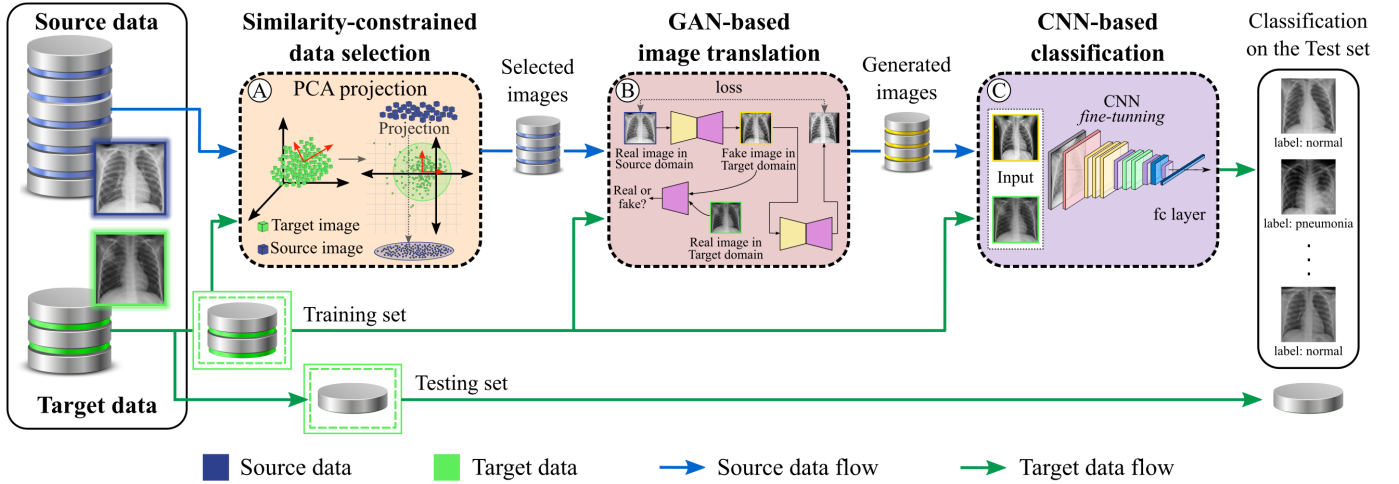 Source data
Target data
Similarity-constrained
data selection
A
PCA projection
Projection
Target image
Source image
Selected
images
GAN-based
image translation
B
loss
Real image in
Source domain
Fake image in
Target domain
Real or
fake?
Real image in
Target domain
Generated
images
CNN-based
classification
C
CNN
fine-tunning
Input
fc layer
Classification
on the Test set
label: normal
label: pneumonia
label: normal
Training set
Testing set
Source data
Target data
Source data flow
Target data flow